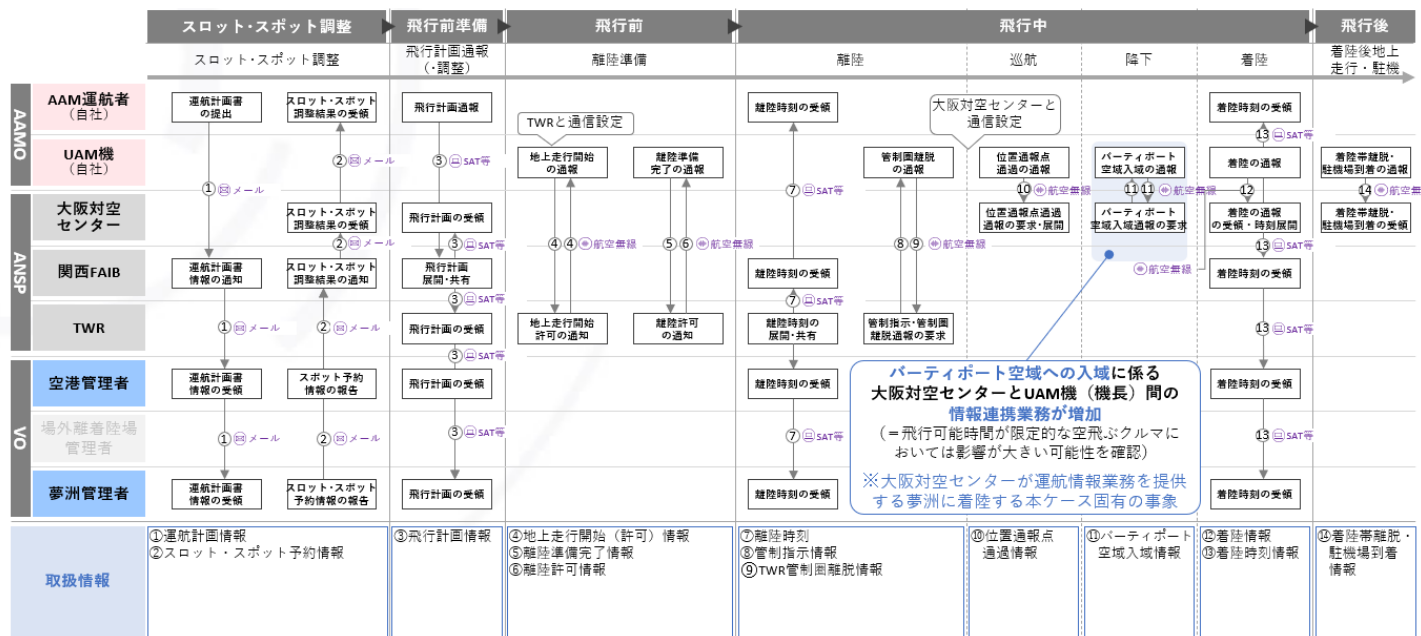 スロット・スポット調整
飛行前準備
飛行前
飛行中
飛行後
スロット・スポット調整
飛行計画通報
(・調整)
離陸準備
離陸
巡航
降下
着陸
着陸後地上
走行・駐機
AAMO
AAM運航者
（自社）
運航計画書
の提出
スロット・スポット
調整結果の受領
飛行計画通報
TWRと通信設定
離陸時刻の受領
大阪対空センターと
通信設定
着陸時刻の受領
⑬ SAT等
UAM機
（自社）
① メール
② メール
③ SAT等
地上走行開始
の通報
離陸準備
完了の通報
⑦ SAT等
管制圏離脱
の通報
位置通報点
通過の通報
⑩ 航空無線
バーティポート
空域入域の通報
⑪ ⑪ 航空無線
着陸の通報
⑫
着陸帯離脱・
駐機場到着の通報
⑭ 航空無線
ANSP
大阪対空
センター
スロット・スポット
調整結果の受領
② メール
飛行計画の受領
③ SAT等
④ ④ 航空無線
⑤ ⑥ 航空無線
⑧ ⑨ 航空無線
位置通報点通過
通報の要求・展開
バーティポート
空域入域通報の要求
着陸の通報
の受領・時刻展開
⑬ SAT等
着陸帯離脱・
駐機場到着の受領
関西FAIB
運航計画書
情報の通知
スロット・スポット
調整結果の通知
飛行計画
展開・共有
③ SAT等
離陸時刻の受領
⑦ SAT等
航空無線
着陸時刻の受領
TWR
① メール
② メール
飛行計画の受領
③ SAT等
地上走行開始
許可の通知
離陸許可
の通知
離陸時刻の
展開・共有
管制指示・管制圏
離脱通報の要求
⑬ SAT等
VO
空港管理者
運航計画書
情報の受領
スポット予約
情報の報告
飛行計画の受領
離陸時刻の受領
着陸時刻の受領
場外離着陸場
管理者
① メール
② メール
③ SAT等
⑦ SAT等
⑬ SAT等
夢洲管理者
運航計画書
情報の受領
スロット・スポット
予約情報の報告
飛行計画の受領
離陸時刻の受領
着陸時刻の受領
バーティポート空域への入域に係る
大阪対空センターとUAM機（機長）間の
情報連携業務が増加
（＝飛行可能時間が限定的な空飛ぶクルマに
おいては影響が大きい可能性を確認）
※大阪対空センターが運航情報業務を提供
する夢洲に着陸する本ケース固有の事象
取扱情報
①運航計画情報
②スロット・スポット予約情報
③飛行計画情報
④地上走行開始（許可）情報
⑤離陸準備完了情報
⑥離陸許可情報
⑦離陸時刻
⑧管制指示情報
⑨TWR管制圏離脱情報
⑩位置通報点
通過情報
⑪バーティポート
空域入域情報
⑫着陸情報
⑬着陸時刻情報
⑭着陸帯離脱・
駐機場到着
情報